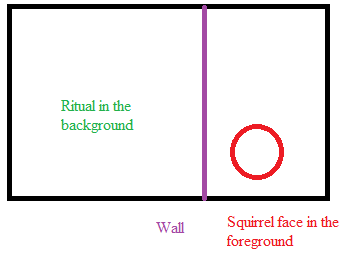 Ritual in the
background
Wall
Squirrel face in the
foreground